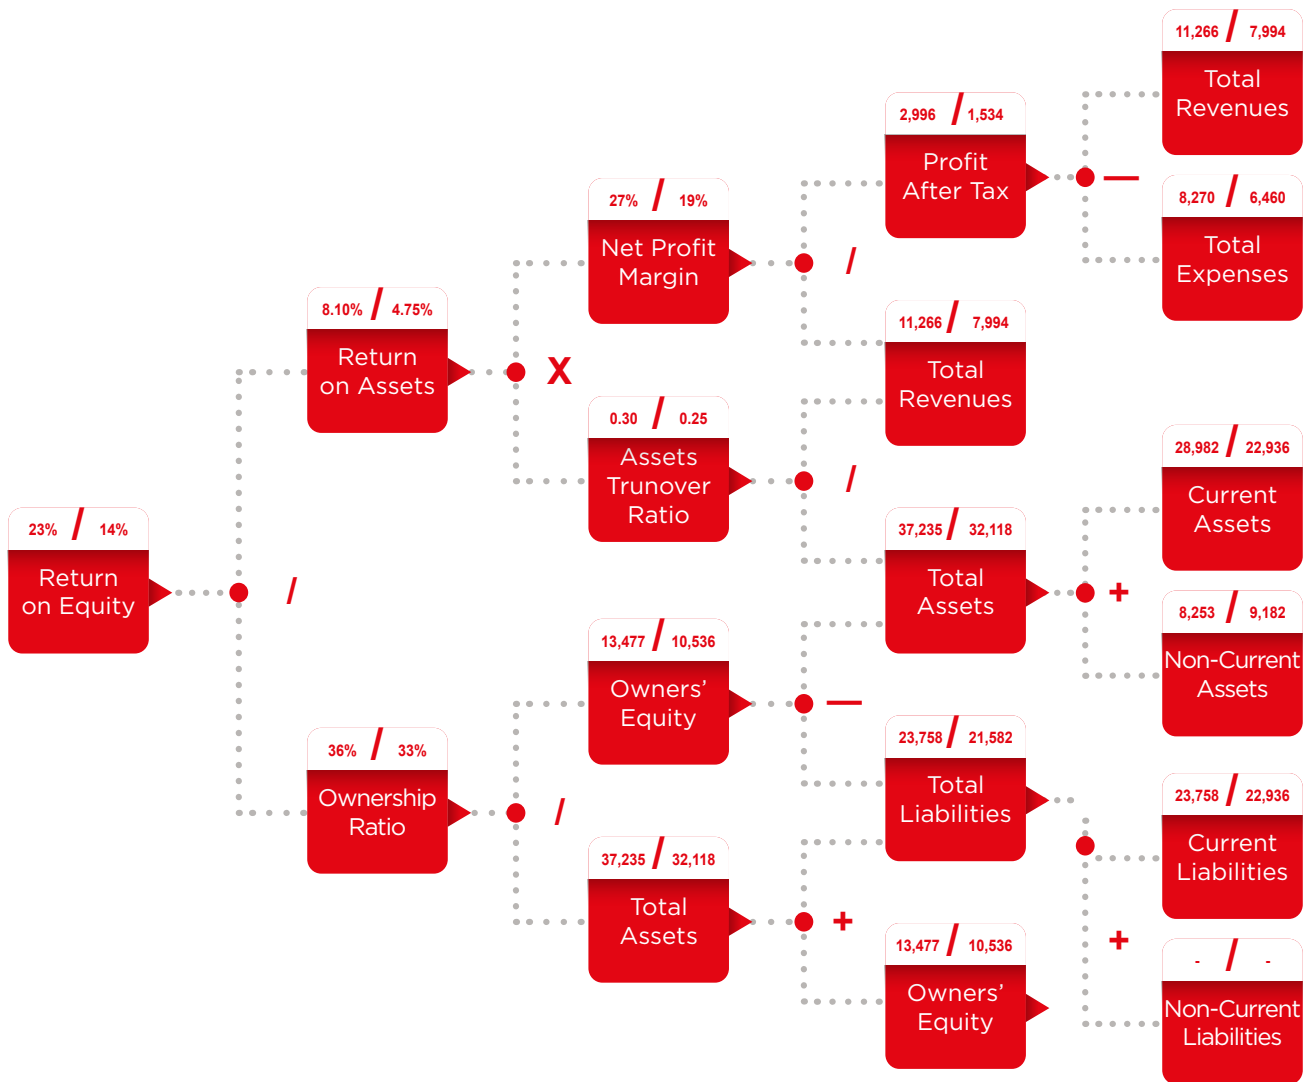 23% / 14%
Return
on Equity
/
8.10% / 4.75%
Return
on Assets
X
36% / 33%
Ownership
Ratio
/
27% / 19%
Net Profit
Margin
/
0.30 / 0.25
Assets
Trunover
Ratio
/
13,477 / 10,536
Owners'
Equity
—
37,235 / 32,118
Total
Assets
+
2,996 / 1,534
Profit
After Tax
—
11,266 / 7,994
Total
Revenues
37,235 / 32,118
Total
Assets
+
23,758 / 21,582
Total
Liabilities
+
13,477 / 10,536
Owners'
Equity
11,266 / 7,994
Total
Revenues
8,270 / 6,460
Total
Expenses
28,982 / 22,936
Current
Assets
8,253 / 9,182
Non-Current
Assets
23,758 / 22,936
Current
Liabilities
- / -
Non-Current
Liabilities